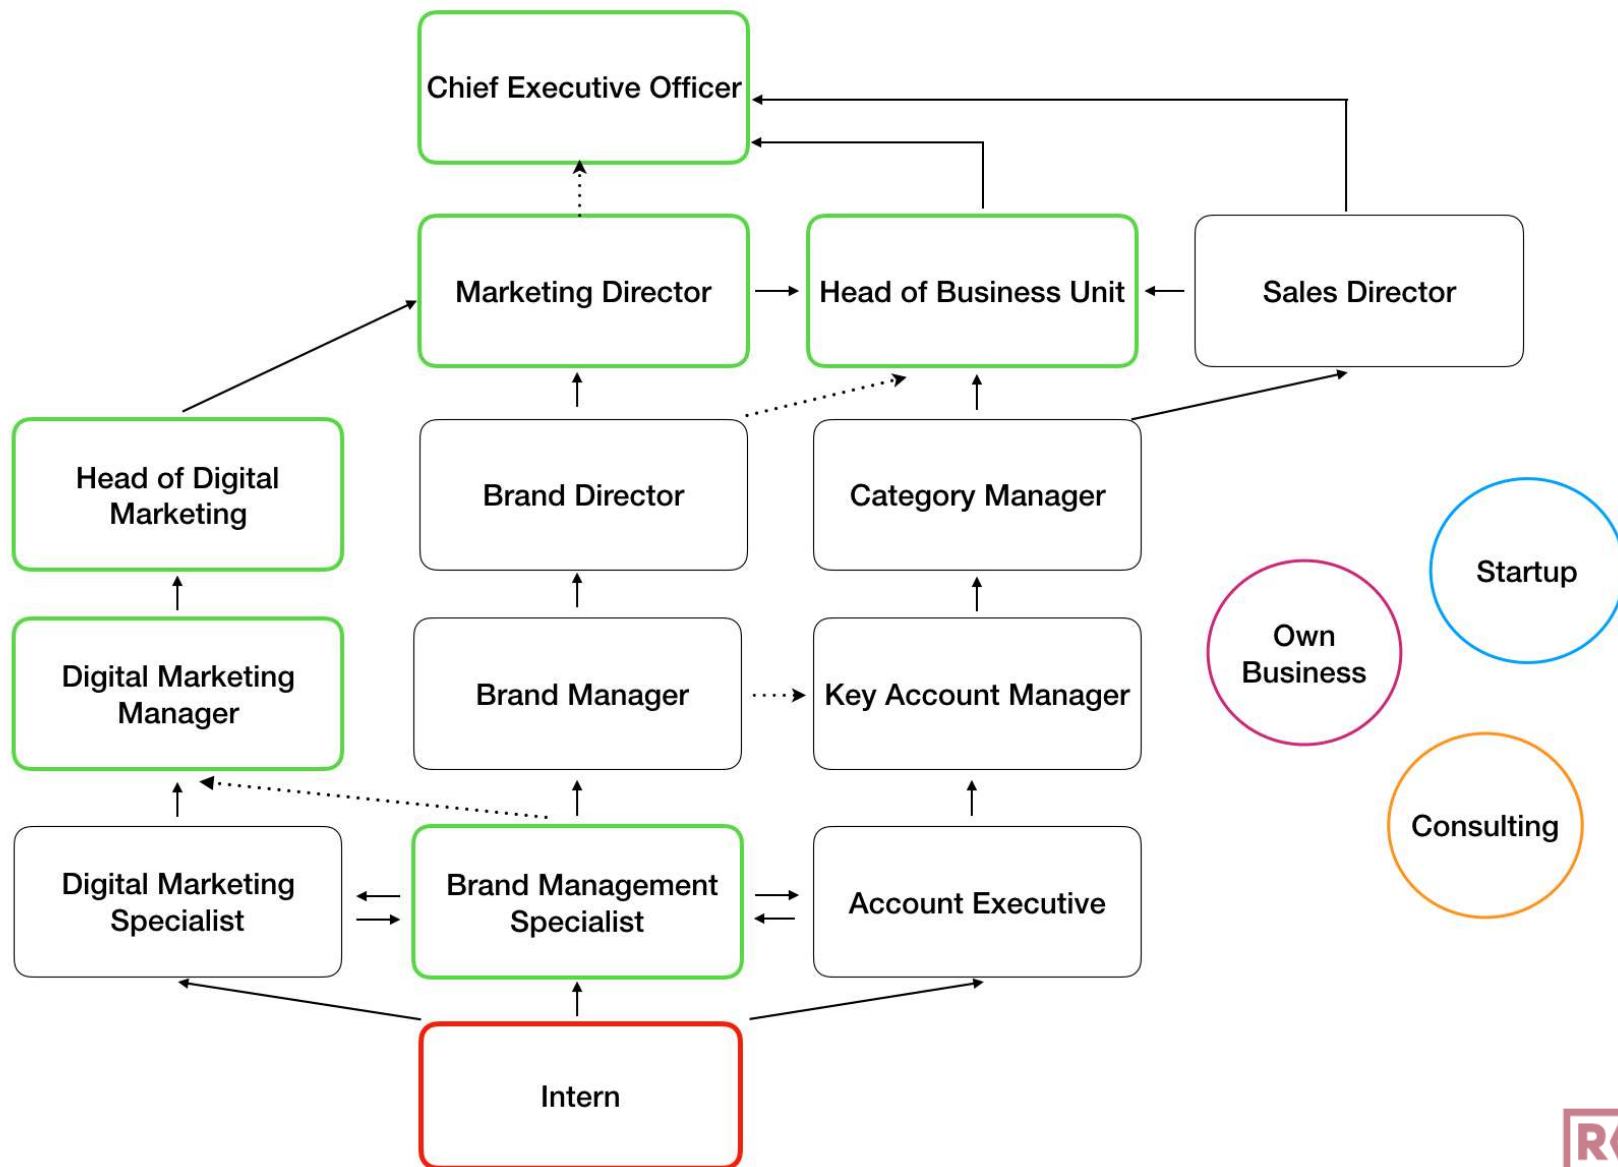 Chief Executive Officer
Marketing Director
Head of Business Unit
Sales Director
Head of Digital
Marketing
Brand Director
Category Manager
Startup
Own
Business
Digital Marketing
Manager
Brand Manager
Key Account Manager
Consulting
Digital Marketing
Specialist
Brand Management
Specialist
Account Executive
Intern